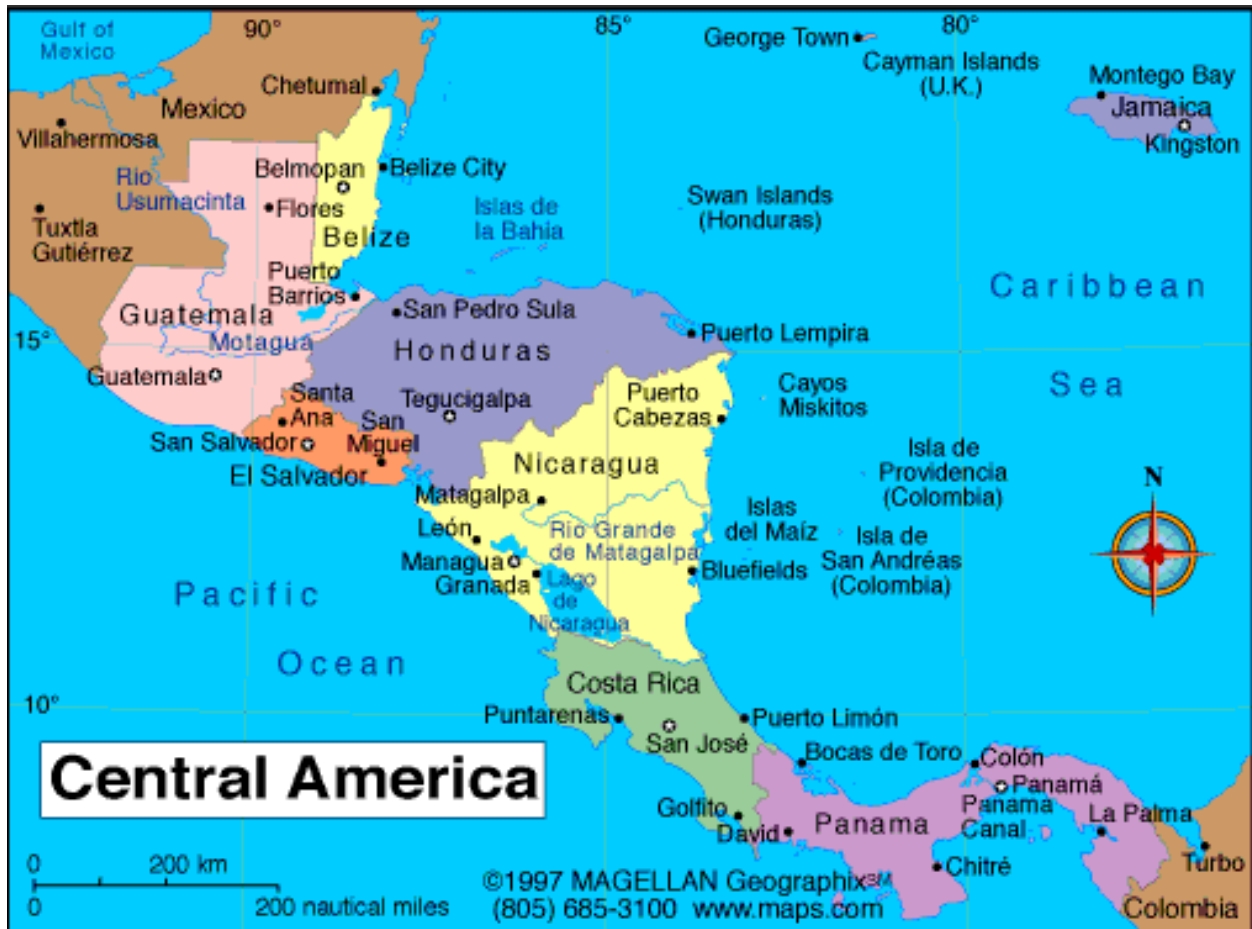 Gulf of
Mexico
90°
85°
80°
George Town
Cayman Islands
(U.K.)
Montego Bay
Jamaica
Kingston
Chetumal
Mexico
Villahermosa
Belmopan
Belize City
Rio
Usumacinta
Flores
Belize
Islas de
la Bahia
Swan Islands
(Honduras)
Tuxtla
Gutiérrez
Puerto
Barrios
Caribbean
Sea
Guatemala
San Pedro Sula
Puerto Lempira
15°
Motagua
Honduras
Guatemala
Santa
Ana
Tegucigalpa
Puerto
Cabezas
Cayos
Miskitos
San
Miguel
San Salvador
El Salvador
Nicaragua
Isla de
Providencia
(Colombia)
N
Matagalpa
Islas
del Maíz
León
Rio Grande
de Matagalpa
Isla de
San Andréas
(Colombia)
Managua
Granada
Bluefields
Lago
de
Nicaragua
Pacific
Ocean
Costa Rica
10°
Puntarenas
Puerto Limón
San José
Bocas de Toro
Colón
Central America
Panamá
Golfito
Panama
Canal
La Palma
David
Panama
Chitré
Turbo
Colombia
0 200 km
0 200 nautical miles
©1997 MAGELLAN Geographix℠
(805) 685-3100 www.maps.com